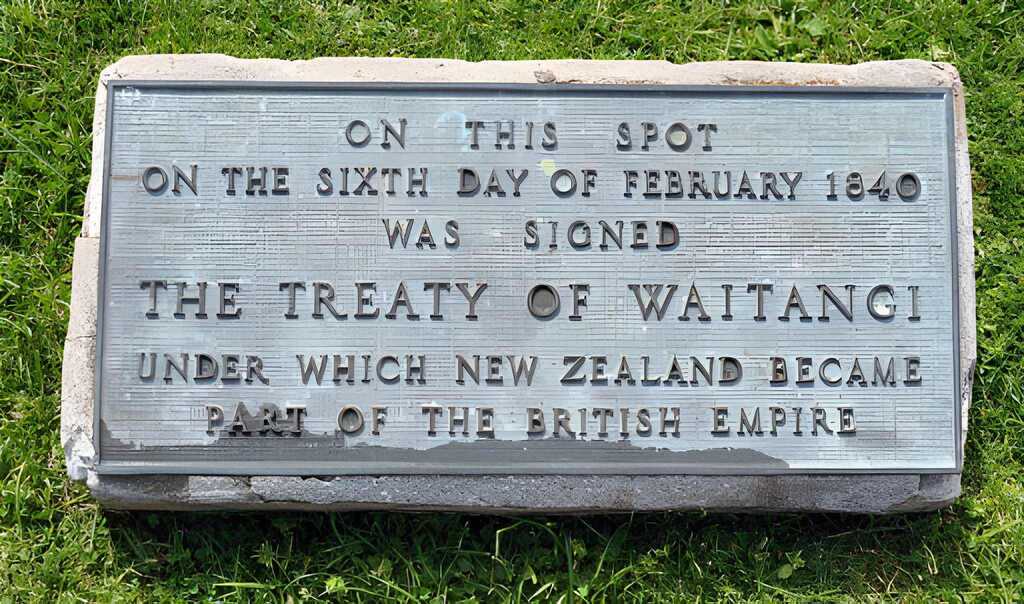 ON THIS SPOT
ON THE SIXTH DAY OF FEBRUARY 1840
WAS SIGNED
THE TREATY OF WAITANGI
UNDER WHICH NEW ZEALAND BECAME
PART OF THE BRITISH EMPIRE